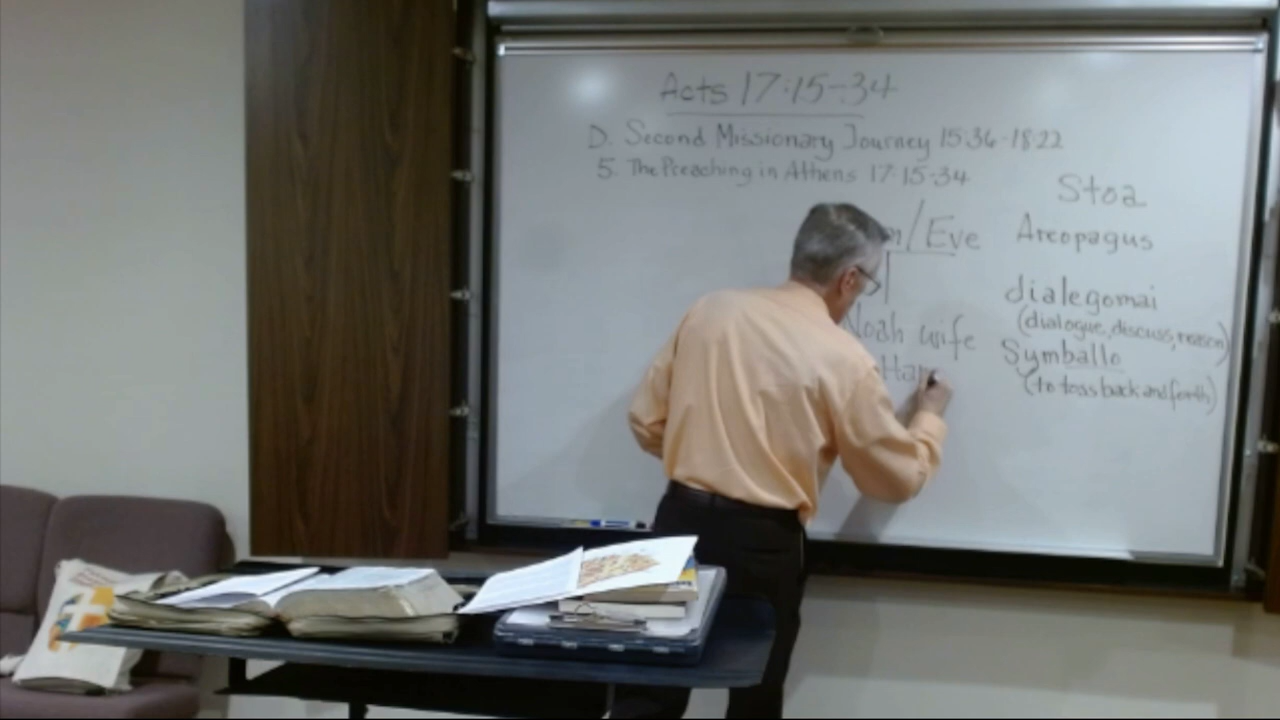 Acts 17:15-34
D. Second Missionary Journey 15:36-18:22
5. The Preaching in Athens 17:15-34
Stoa
/Eve
Areopagus
dialegomai
(dialogue, discuss, reason)
Noah wife
Symballo
(to toss back and forth)
Ham